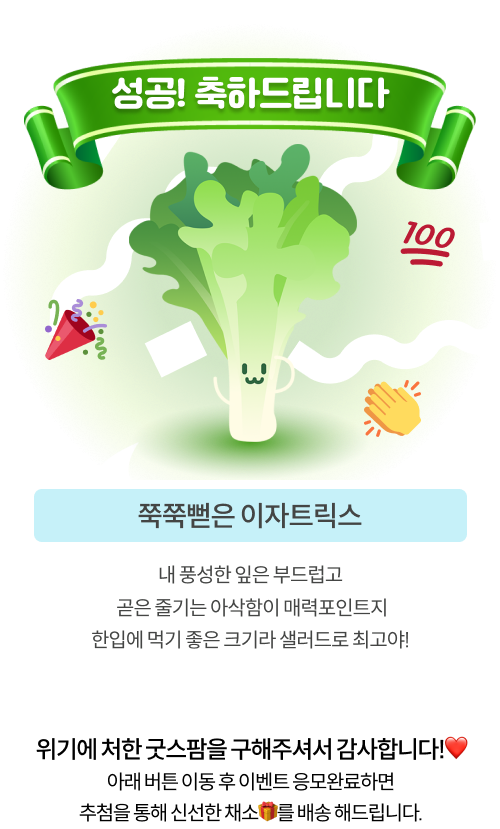 성공! 축하드립니다
100
쭉쭉뻗은 이자트릭스
내 풍성한 잎은 부드럽고
곧은 줄기는 아삭함이 매력포인트지
한입에 먹기 좋은 크기라 샐러드로 최고야!
위기에 처한 굿스팜을 구해주셔서 감사합니다!❤️
아래 버튼 이동 후 이벤트 응모완료하면
추첨을 통해 신선한 채소🎁를 배송 해드립니다.